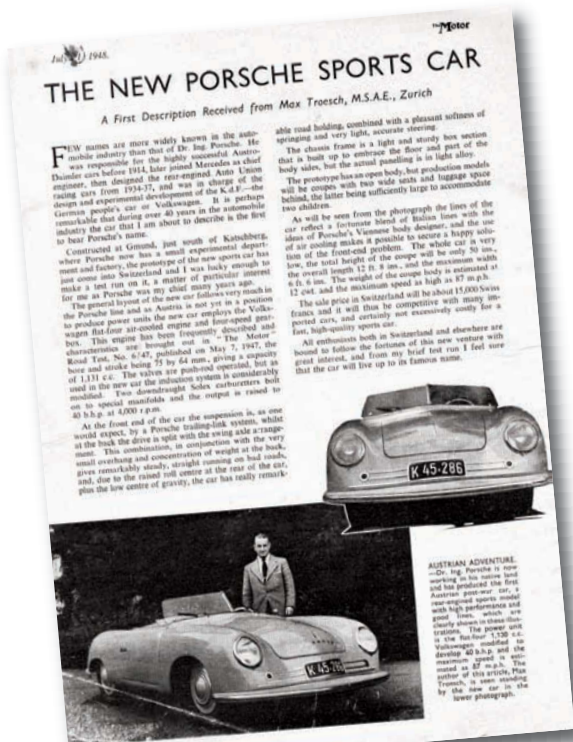 July 21 1948.
The Motor
THE NEW PORSCHE SPORTS CAR
A First Description Received from Max Troesch, M.S.A.E., Zurich
FEW names are more widely known in the auto-
mobile industry than that of Dr. Ing. Porsche. He
was responsible for the highly successful Austro-
Daimler cars before 1914, later joined Mercedes as chief
engineer, then designed the rear-engined Auto Union
racing cars from 1934-37, and was in charge of the
design and experimental development of the K.d.F.—the
German people's car or Volkswagen. It is perhaps
remarkable that during over 40 years in the automobile
industry the car that I am about to describe is the first
to bear Porsche's name.
Constructed at Gmund, just south of Katschberg,
where Porsche now has a small experimental depart-
ment and factory, the prototype of the new sports car has
just come into Switzerland and I was lucky enough to
make a test run on it, a matter of particular interest
for me as Porsche was my chief many years ago.
The general layout of the new car follows very much in
the Porsche line and as Austria is not yet in a position
to produce power units the new car employs the Volks-
wagen flat-four air-cooled engine and four-speed gear-
box. This engine has been frequently described and
characteristics are brought out in "The Motor"
Road Test, No. 6/47, published on May 7, 1947, the
bore and stroke being 75 by 64 mm., giving a capacity
of 1,131 c.c. The valves are push-rod operated, but as
used in the new car the induction system is considerably
modified. Two downdraught Solex carburetters bolt
on to special manifolds and the output is raised to
40 b.h.p. at 4,000 r.p.m.
At the front end of the car the suspension is, as one
would expect, by a Porsche trailing-link system, whilst
at the back the drive is split with the swing axle arrange-
ment. This combination, in conjunction with the very
small overhang and concentration of weight at the back,
gives remarkably steady, straight running on bad roads,
and, due to the raised roll centre at the rear of the car,
plus the low centre of gravity, the car has really remark-
able road holding, combined with a pleasant softness of
springing and very light, accurate steering.
The chassis frame is a light and sturdy box section
that is built up to embrace the floor and part of the
body sides, but the actual panelling is in light alloy.
The prototype has an open body, but production models
will be coupes with two wide seats and luggage space
behind, the latter being sufficiently large to accommodate
two children.
As will be seen from the photograph the lines of the
car reflect a fortunate blend of Italian lines with the
ideas of Porsche's Viennese body designer, and the use
of air cooling makes it possible to secure a happy solu-
tion of the front-end problem. The whole car is very
low, the total height of the coupe will be only 50 ins.,
the overall length 12 ft. 8 ins., and the maximum width
6 ft. 6 ins. The weight of the coupe body is estimated at
12 cwt. and the maximum speed as high as 87 m.p.h.
The sale price in Switzerland will be about 15,000 Swiss
francs and it will thus be competitive with many im-
ported cars, and certainly not excessively costly for a
fast, high-quality sports car.
All enthusiasts both in Switzerland and elsewhere are
bound to follow the fortunes of this new venture with
great interest, and from my brief test run I feel sure
that the car will live up to its famous name.
K 45·286
K 45·286
AUSTRIAN ADVENTURE.
—Dr. Ing. Porsche is now
working in his native land
and has produced the first
Austrian post-war car, a
rear-engined sports model
with high performance and
good lines, which are
clearly shown in these illus-
trations. The power unit
is the flat-four 1,130 c.c.
Volkswagen modified to
develop 40 b.h.p. and the
maximum speed is esti-
mated as 87 m.p.h. The
author of this article, Max
Troesch, is seen standing
by the new car in the
lower photograph.